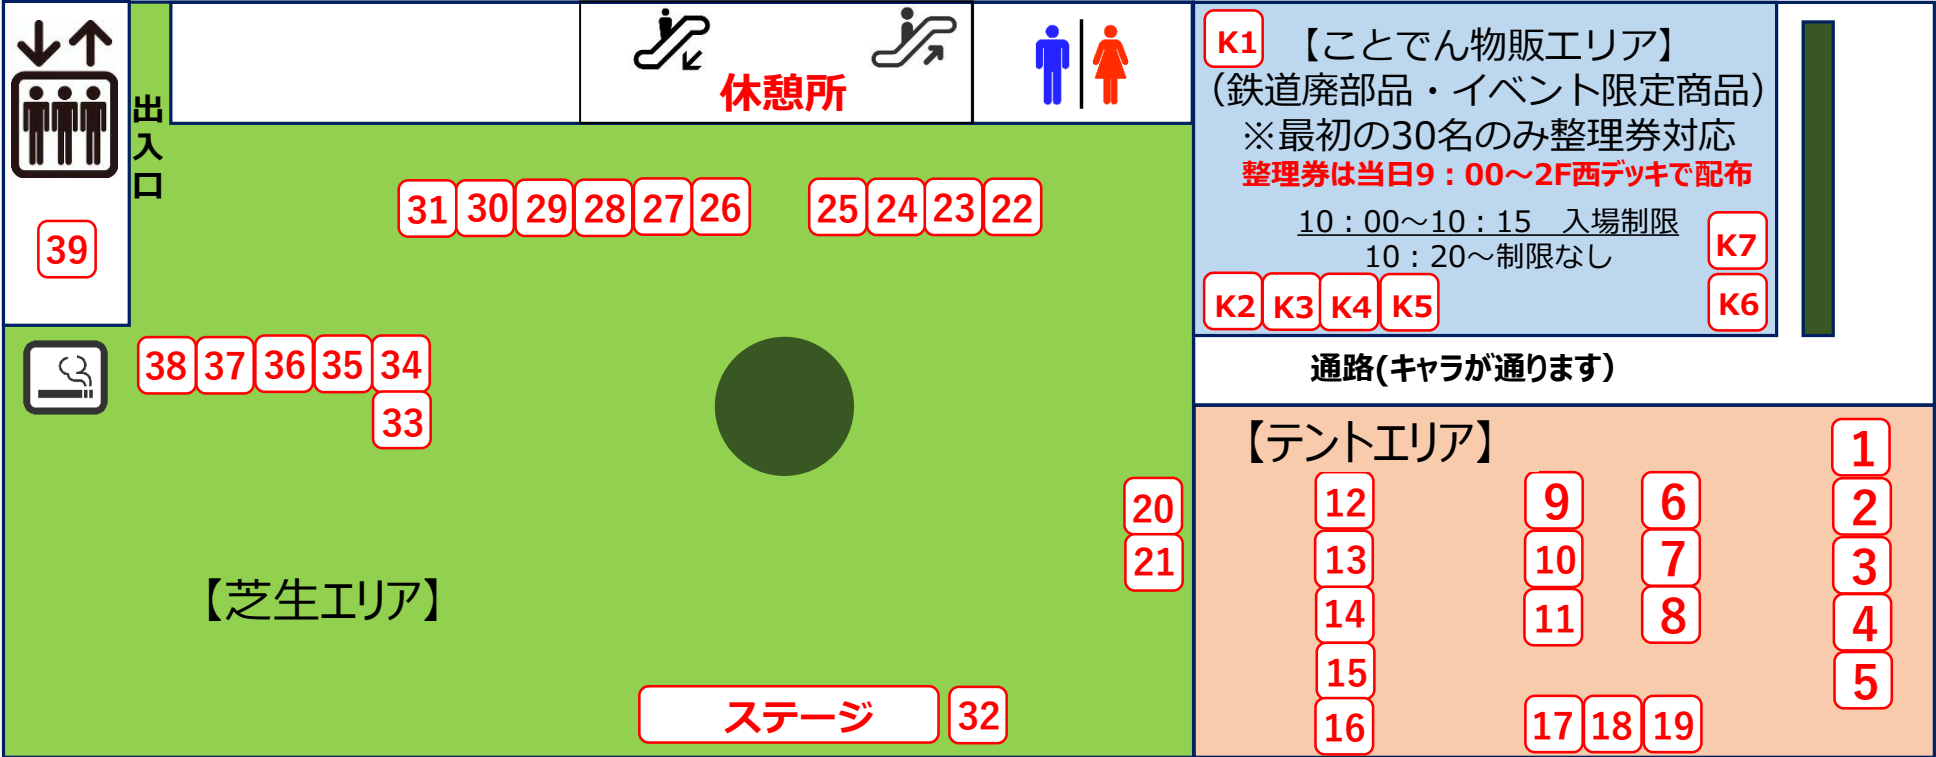 出入口
休憩所
K1
【ことでん物販エリア】
（鉄道廃部品・イベント限定商品）
※最初の30名のみ整理券対応
整理券は当日9：00～2F西デッキで配布
10：00～10：15　入場制限
10：20～制限なし
K7
K6
K2 K3 K4 K5
39
31 30 29 28 27 26 25 24 23 22
38 37 36 35 34
33
通路(キャラが通ります）
20
21
【芝生エリア】
ステージ 32
【テントエリア】
1
2
3
4
5
12 9 6
13 10 7
14 11 8
15
16 17 18 19